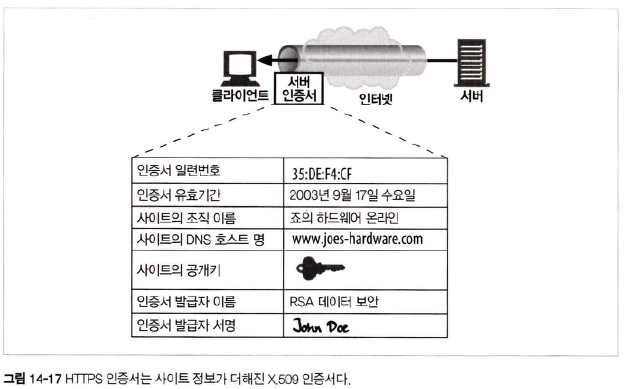 클라이언트
서버
인증서
인터넷
서버
인증서 일련번호 35:DE:F4:CF
인증서 유효기간 2003년 9월 17일 수요일
사이트의 조직 이름 죠의 하드웨어 온라인
사이트의 DNS 호스트 명 www.joes-hardware.com
사이트의 공개키
인증서 발급자 이름 RSA 데이터 보안
인증서 발급자 서명 John Doe
그림 14-17 HTTPS 인증서는 사이트 정보가 더해진 X.509 인증서다.